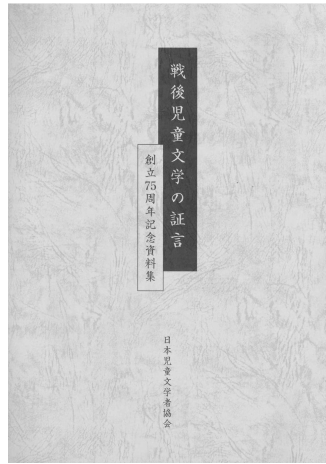 戦後児童文学の証言
創立75周年記念資料集
日本児童文学者協会